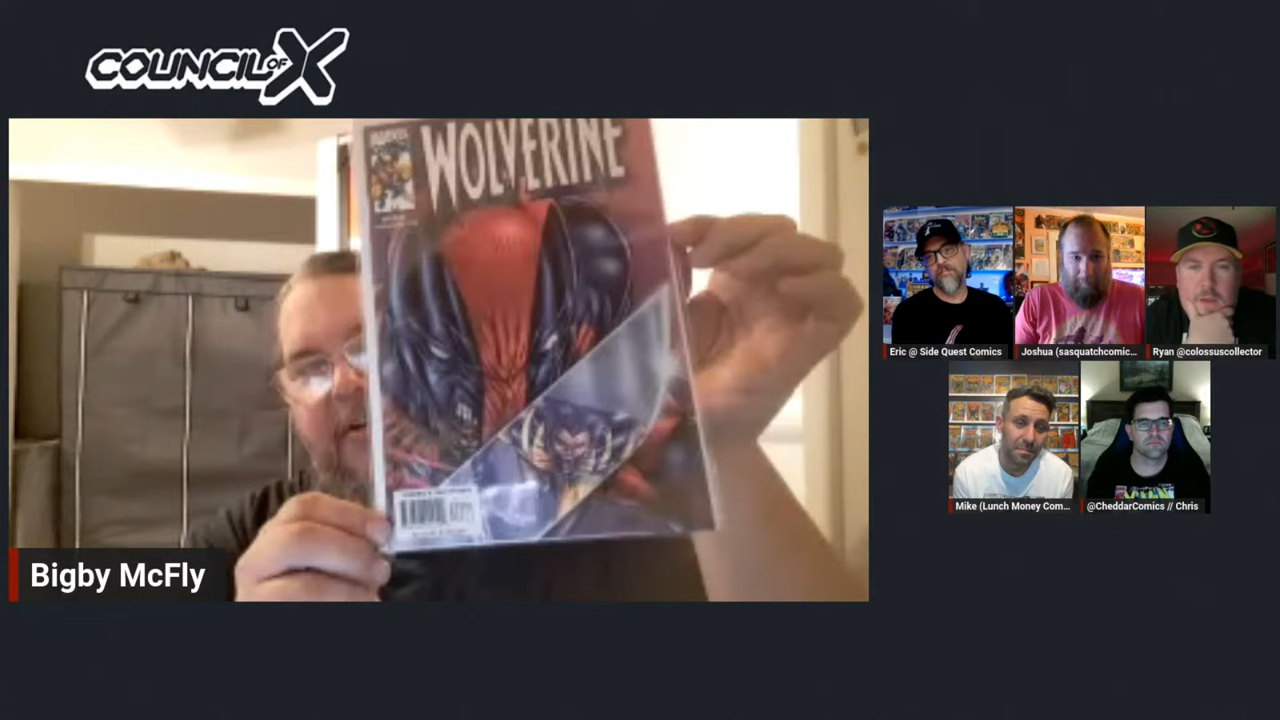 COUNCIL OF X
MARVEL
WOLVERINE
Bigby McFly
Eric @ Side Quest Comics
Joshua (sasquatchcomic...
Ryan @colossuscollector
Mike (Lunch Money Com...
@CheddarComics // Chris